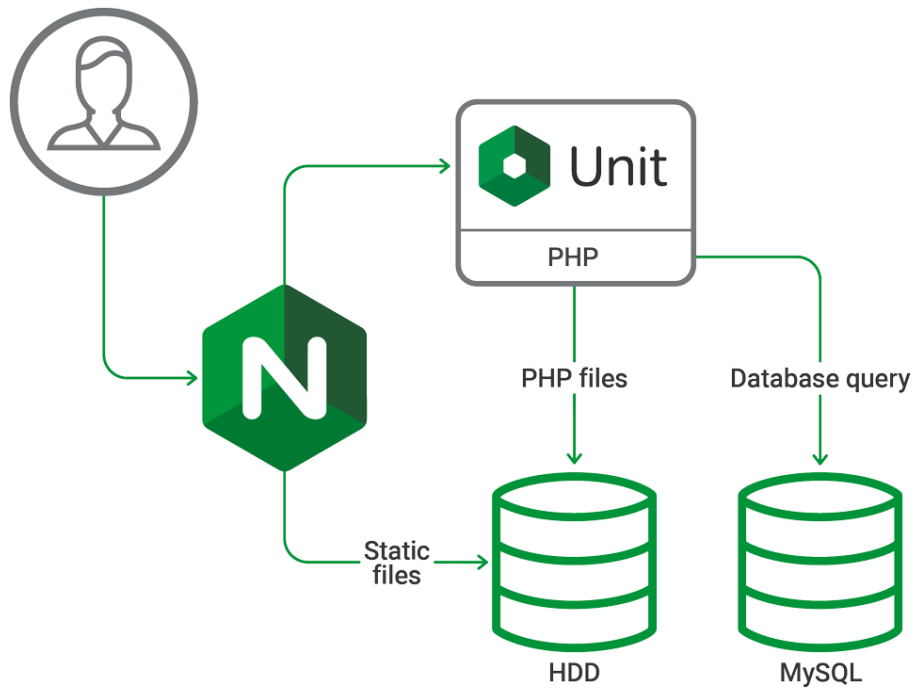 Unit
PHP
N
PHP files
Database query
Static
files
HDD
MySQL